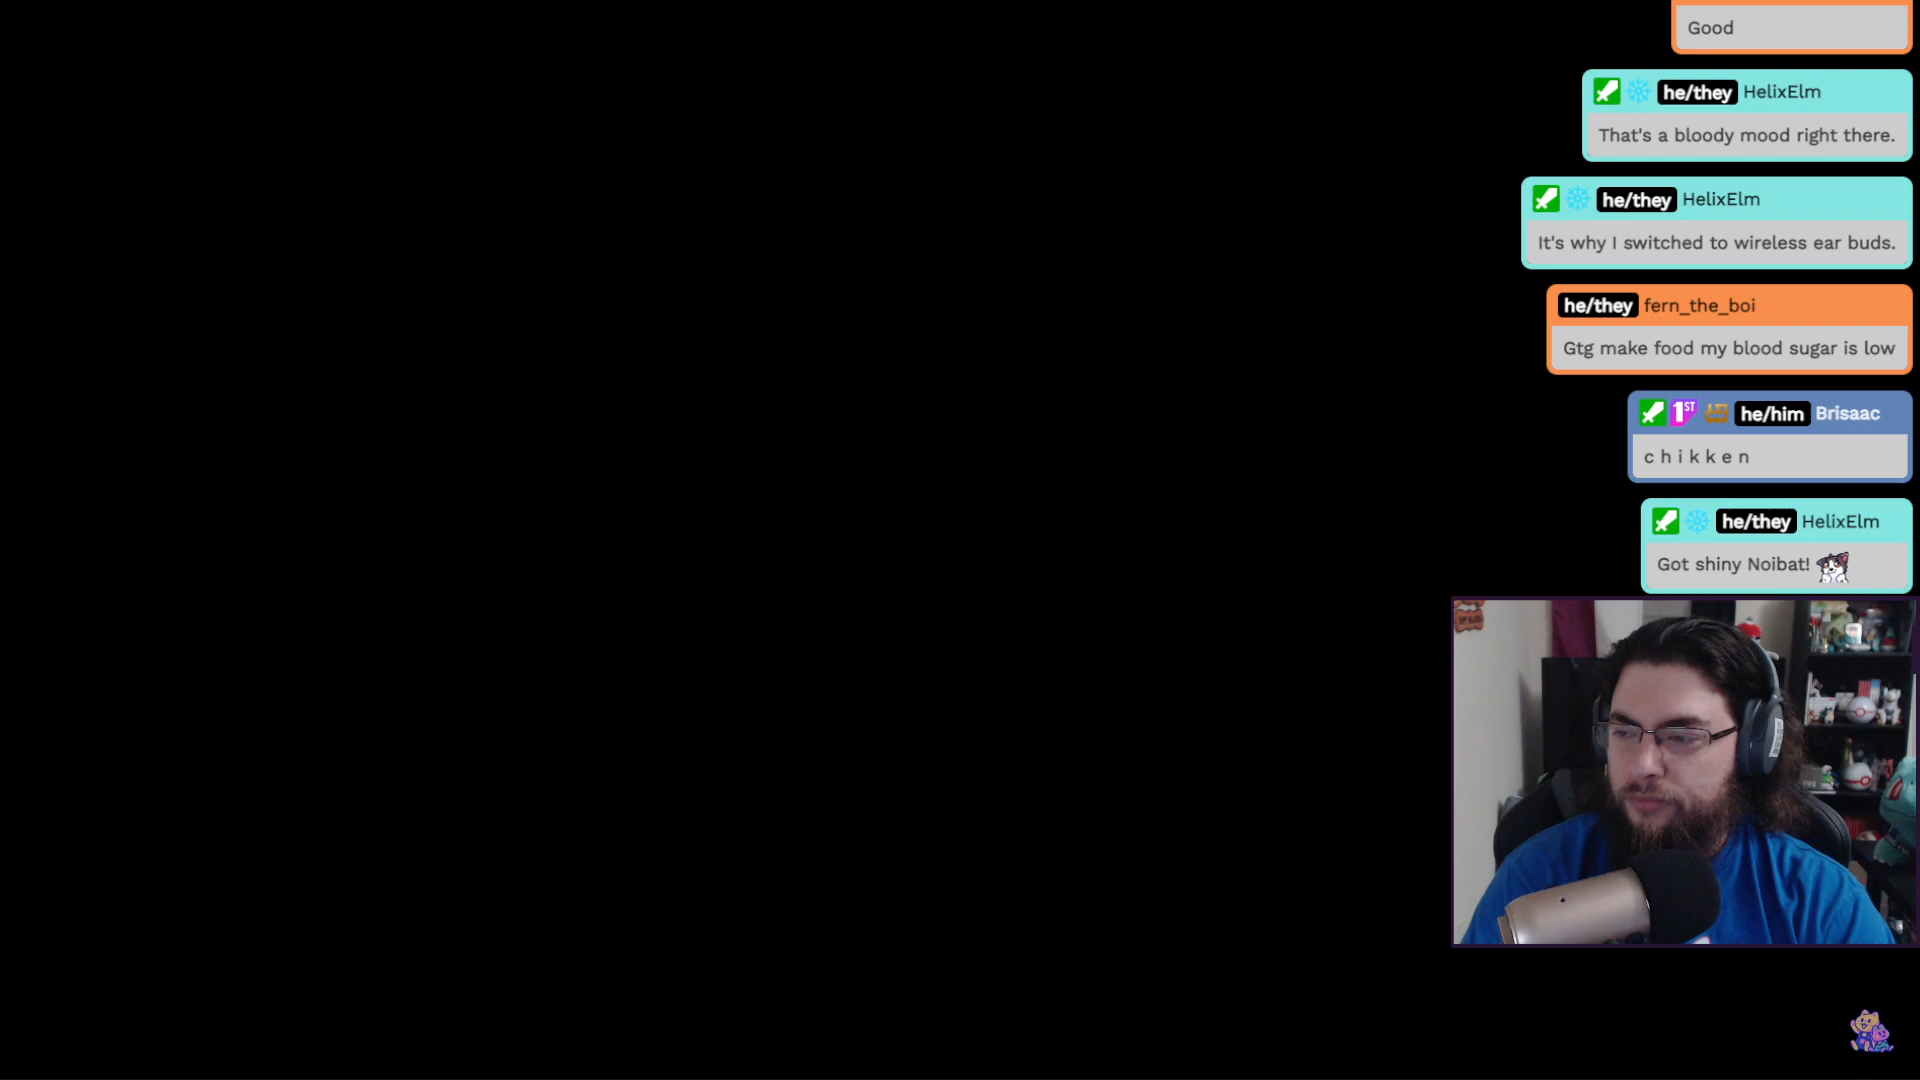 Good
he/they HelixElm
That's a bloody mood right there.
he/they HelixElm
It's why I switched to wireless ear buds.
he/they fern_the_boi
Gtg make food my blood sugar is low
1ST he/him Brisaac
c h i k k e n
he/they HelixElm
Got shiny Noibat!